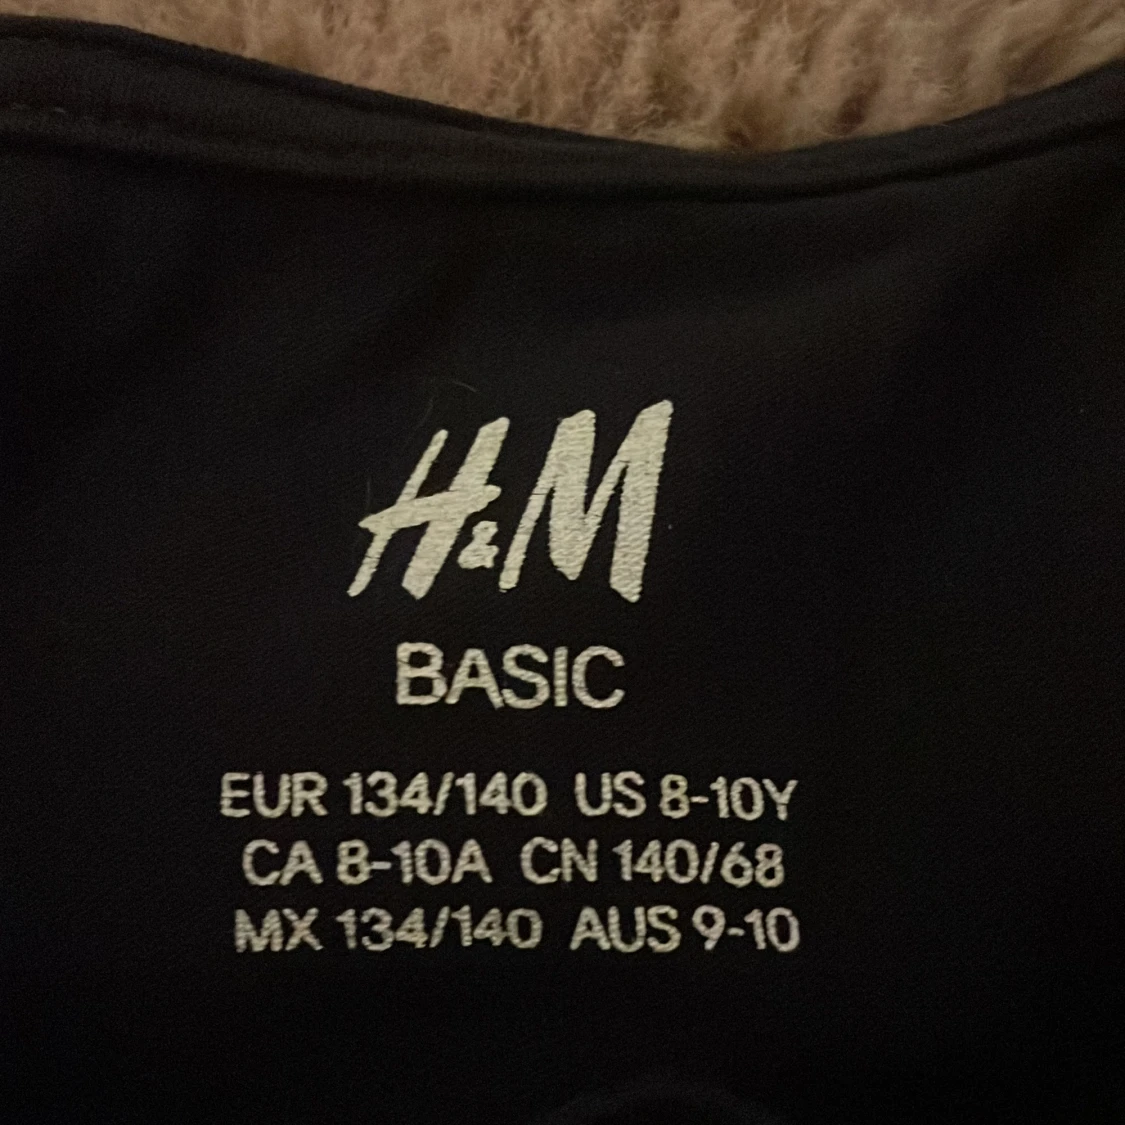 H&M
BASIC
EUR 134/140 US 8-10Y
CA 8-10A CN 140/68
MX 134/140 AUS 9-10